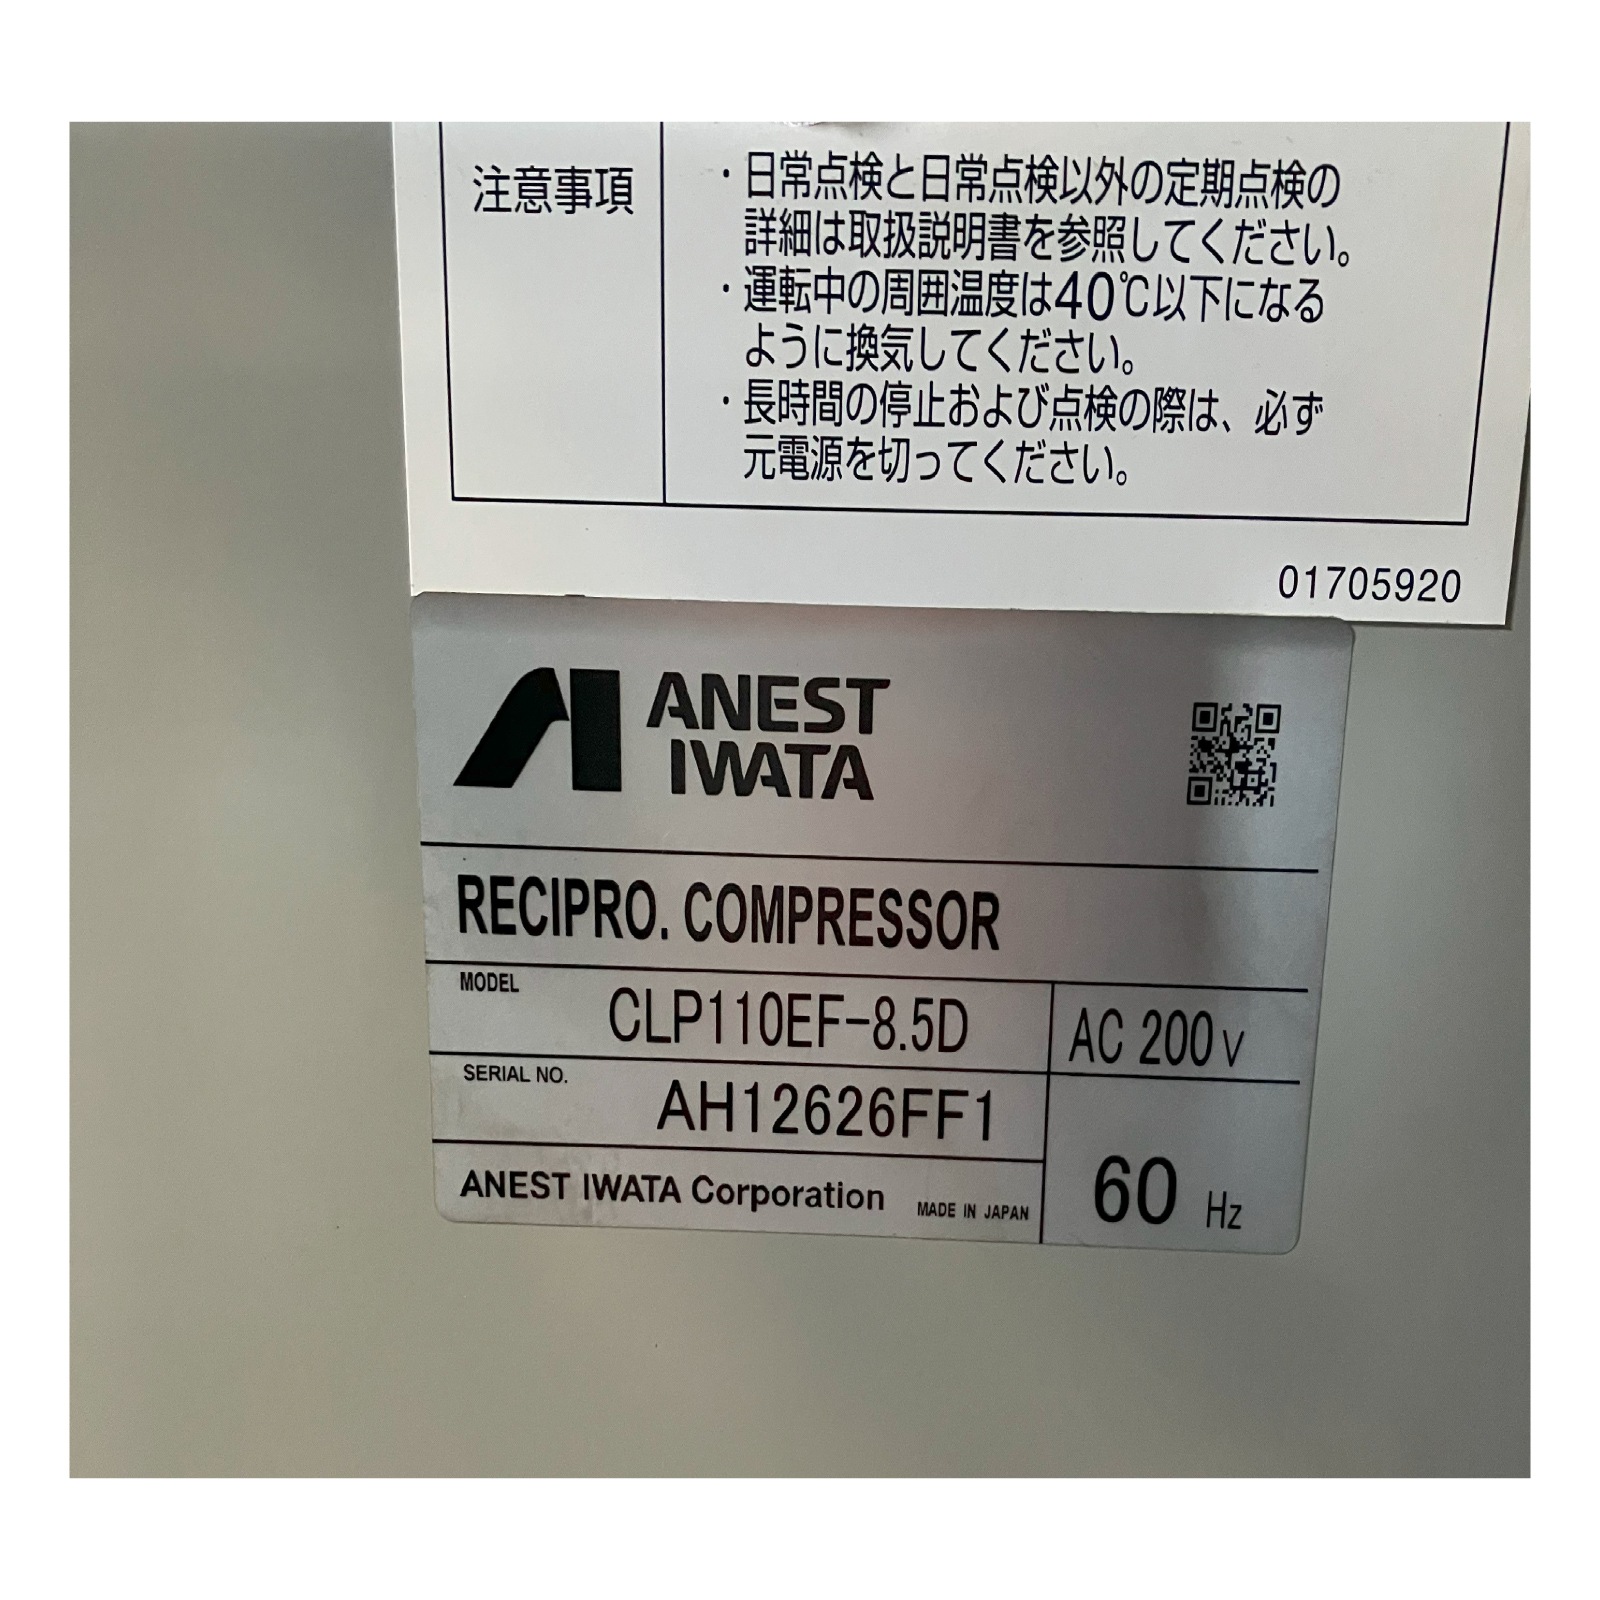 注意事項
・日常点検と日常点検以外の定期点検の
詳細は取扱説明書を参照してください。
・運転中の周囲温度は40℃以下になる
ように換気してください。
・長時間の停止および点検の際は、必ず
元電源を切ってください。
01705920
ANEST
IWATA
RECIPRO. COMPRESSOR
MODEL CLP110EF-8.5D
AC 200 V
SERIAL NO. AH12626FF1
60 Hz
ANEST IWATA Corporation MADE IN JAPAN